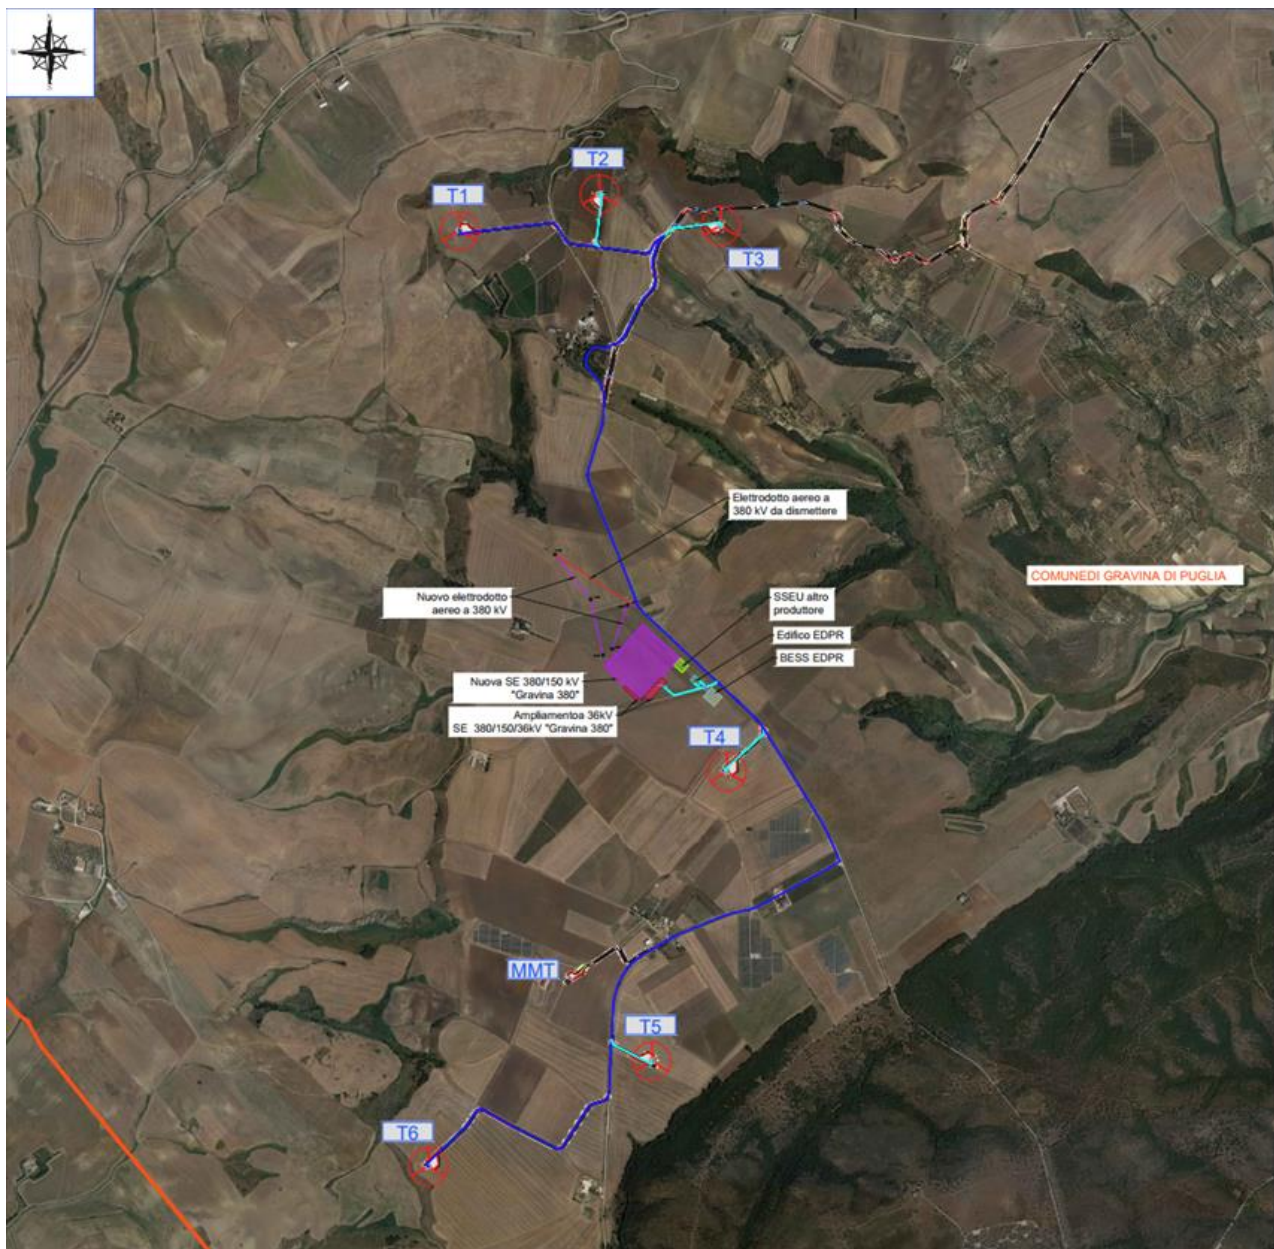 T2
T1
T3
Elettrodotto aereo a
380 kV da dismettere
COMUNEDI GRAVINA DI PUGLIA
Nuovo elettrodotto
aereo a 380 kV
SSEU altro
produttore
Edifico EDPR
BESS EDPR
Nuova SE 380/150 kV
"Gravina 380"
Ampliamentoa 36kV
SE 380/150/36kV "Gravina 380"
T4
MMT
T5
T6